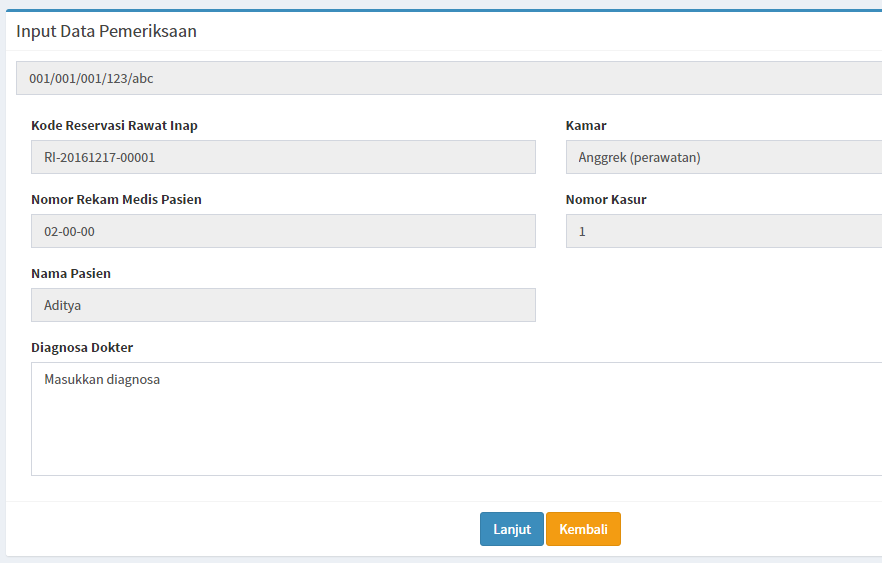 Input Data Pemeriksaan
001/001/001/123/abc
Kode Reservasi Rawat Inap
Kamar
RI-20161217-00001
Anggrek (perawatan)
Nomor Rekam Medis Pasien
Nomor Kasur
02-00-00
1
Nama Pasien
Aditya
Diagnosa Dokter
Masukkan diagnosa
Lanjut
Kembali